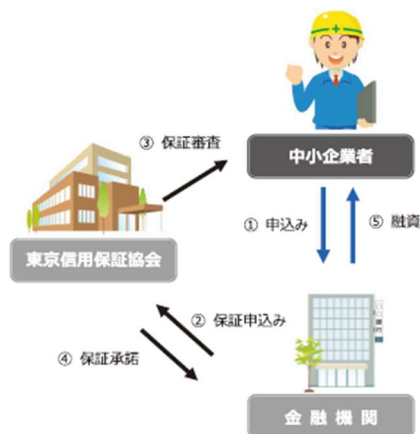 ③ 保証審査
中小企業者
① 申込み
⑤ 融資
東京信用保証協会
② 保証申込み
④ 保証承諾
金融機関